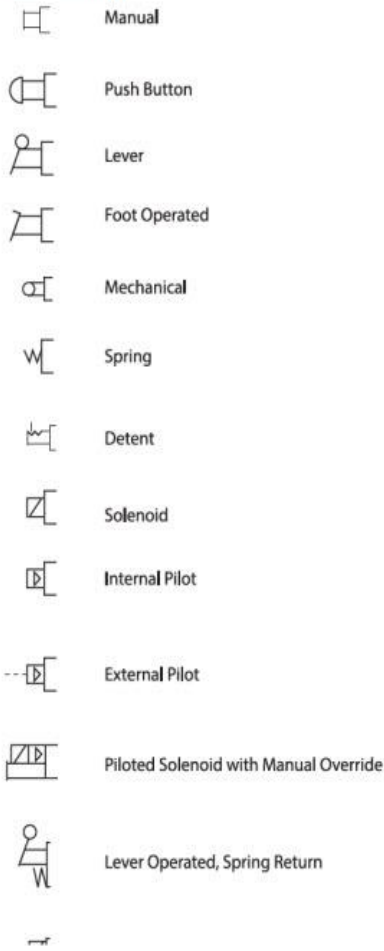 Manual
Push Button
Lever
Foot Operated
Mechanical
Spring
Detent
Solenoid
Internal Pilot
External Pilot
Piloted Solenoid with Manual Override
Lever Operated, Spring Return